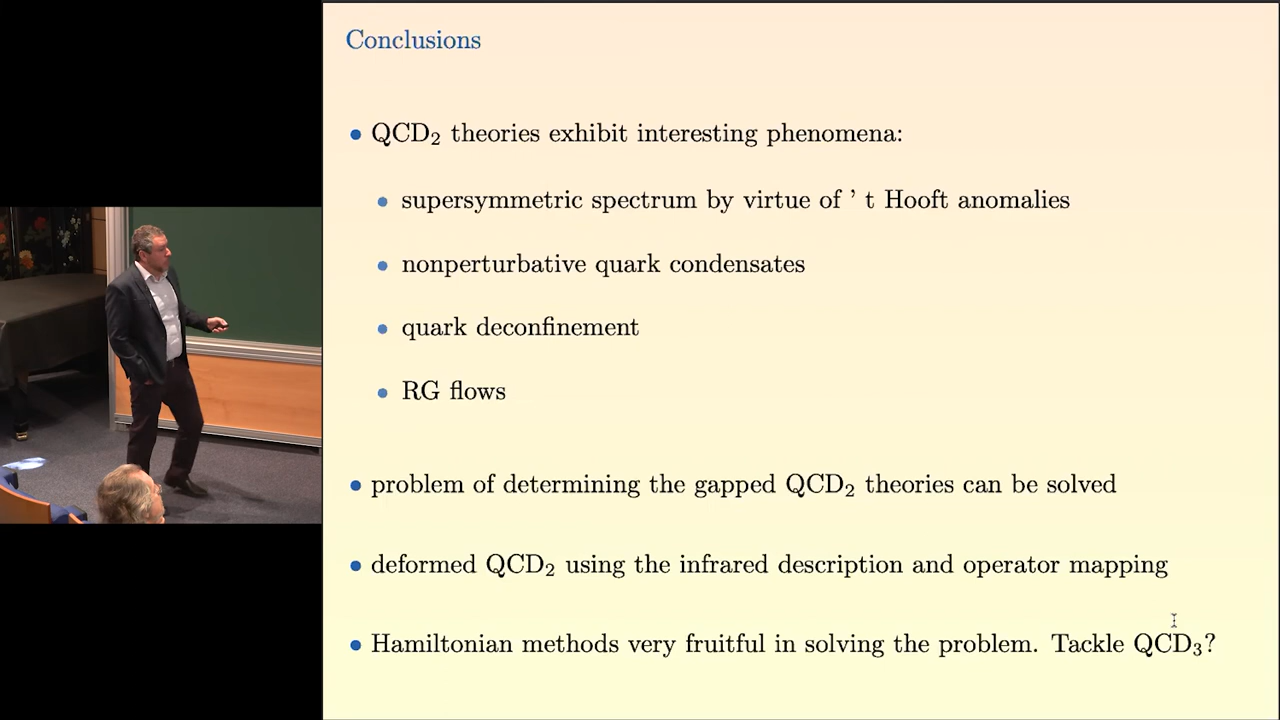 Conclusions
• QCD₂ theories exhibit interesting phenomena:
• supersymmetric spectrum by virtue of ’ t Hooft anomalies
• nonperturbative quark condensates
• quark deconfinement
• RG flows
• problem of determining the gapped QCD₂ theories can be solved
• deformed QCD₂ using the infrared description and operator mapping
• Hamiltonian methods very fruitful in solving the problem. Tackle QCD₃?